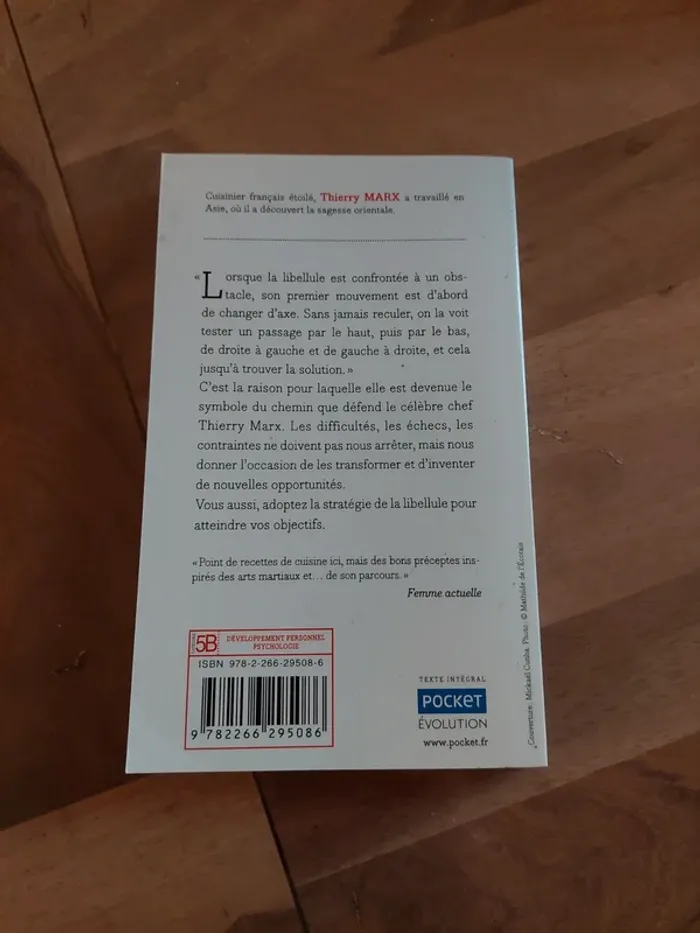 Cuisinier français étoilé, Thierry MARX a travaillé en
Asie, où il a découvert la sagesse orientale.
« Lorsque la libellule est confrontée à un obs-
tacle, son premier mouvement est d'abord
de changer d'axe. Sans jamais reculer, on la voit
tester un passage par le haut, puis par le bas,
de droite à gauche et de gauche à droite, et cela
jusqu'à trouver la solution. »
C'est la raison pour laquelle elle est devenue le
symbole du chemin que défend le célèbre chef
Thierry Marx. Les difficultés, les échecs, les
contraintes ne doivent pas nous arrêter, mais nous
donner l'occasion de les transformer et d'inventer
de nouvelles opportunités.
Vous aussi, adoptez la stratégie de la libellule pour
atteindre vos objectifs.
« Point de recettes de cuisine ici, mais des bons préceptes ins-
pirés des arts martiaux et... de son parcours. »
Femme actuelle
5B
DÉVELOPPEMENT PERSONNEL
PSYCHOLOGIE
ISBN 978-2-266-29508-6
9 782266 295086
TEXTE INTÉGRAL
POCKET
ÉVOLUTION
www.pocket.fr
Couverture : Mickaël Cunha. Photo : © Mathilde de l'Écotais